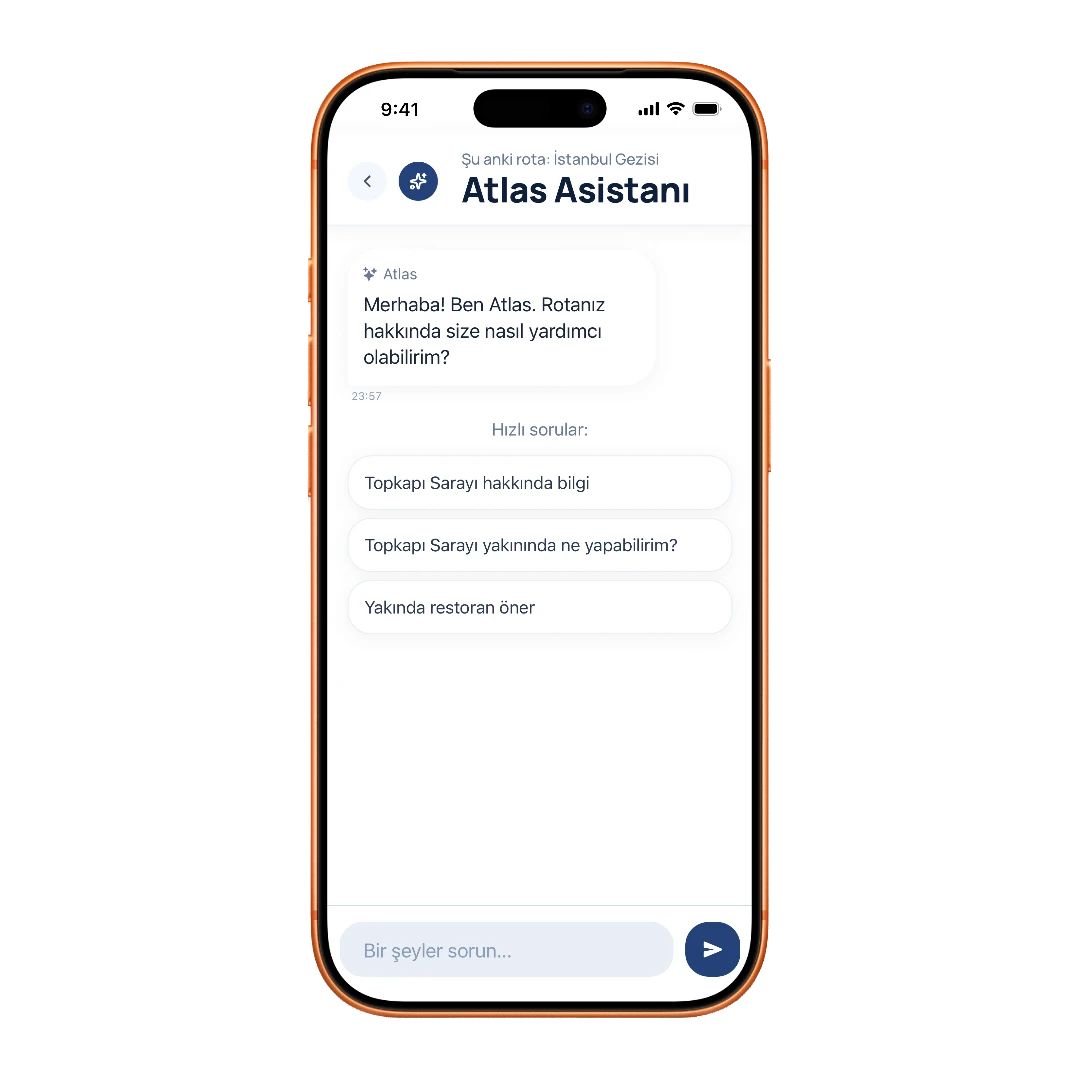 9:41
Şu anki rota: İstanbul Gezisi
Atlas Asistanı
Atlas
Merhaba! Ben Atlas. Rotanız
hakkında size nasıl yardımcı
olabilirim?
23:57
Hızlı sorular:
Topkapı Sarayı hakkında bilgi
Topkapı Sarayı yakınında ne yapabilirim?
Yakında restoran öner
Bir şeyler sorun...